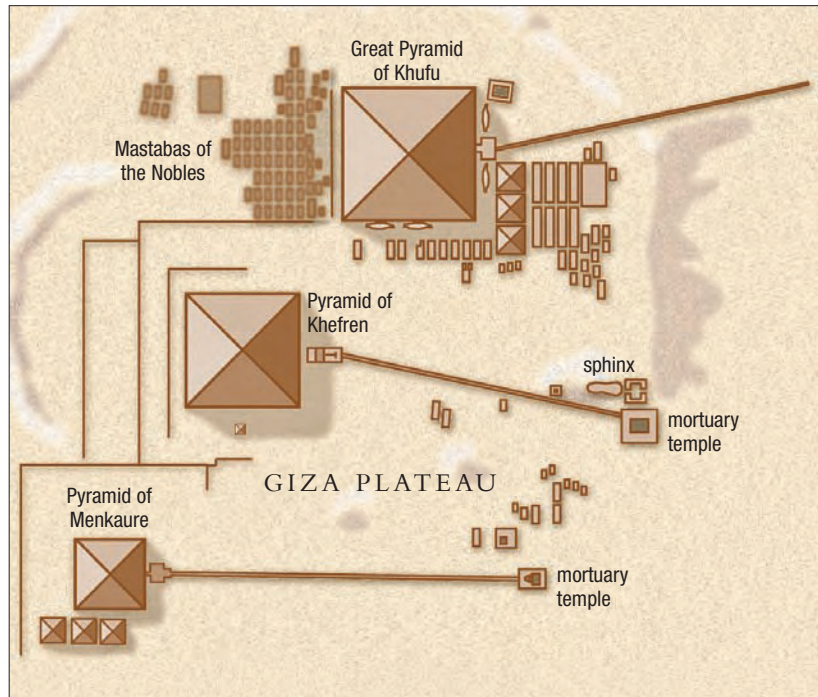 Great Pyramid
of Khufu
Mastabas of
the Nobles
Pyramid of
Khefren
sphinx
mortuary
temple
GIZA PLATEAU
Pyramid of
Menkaure
mortuary
temple